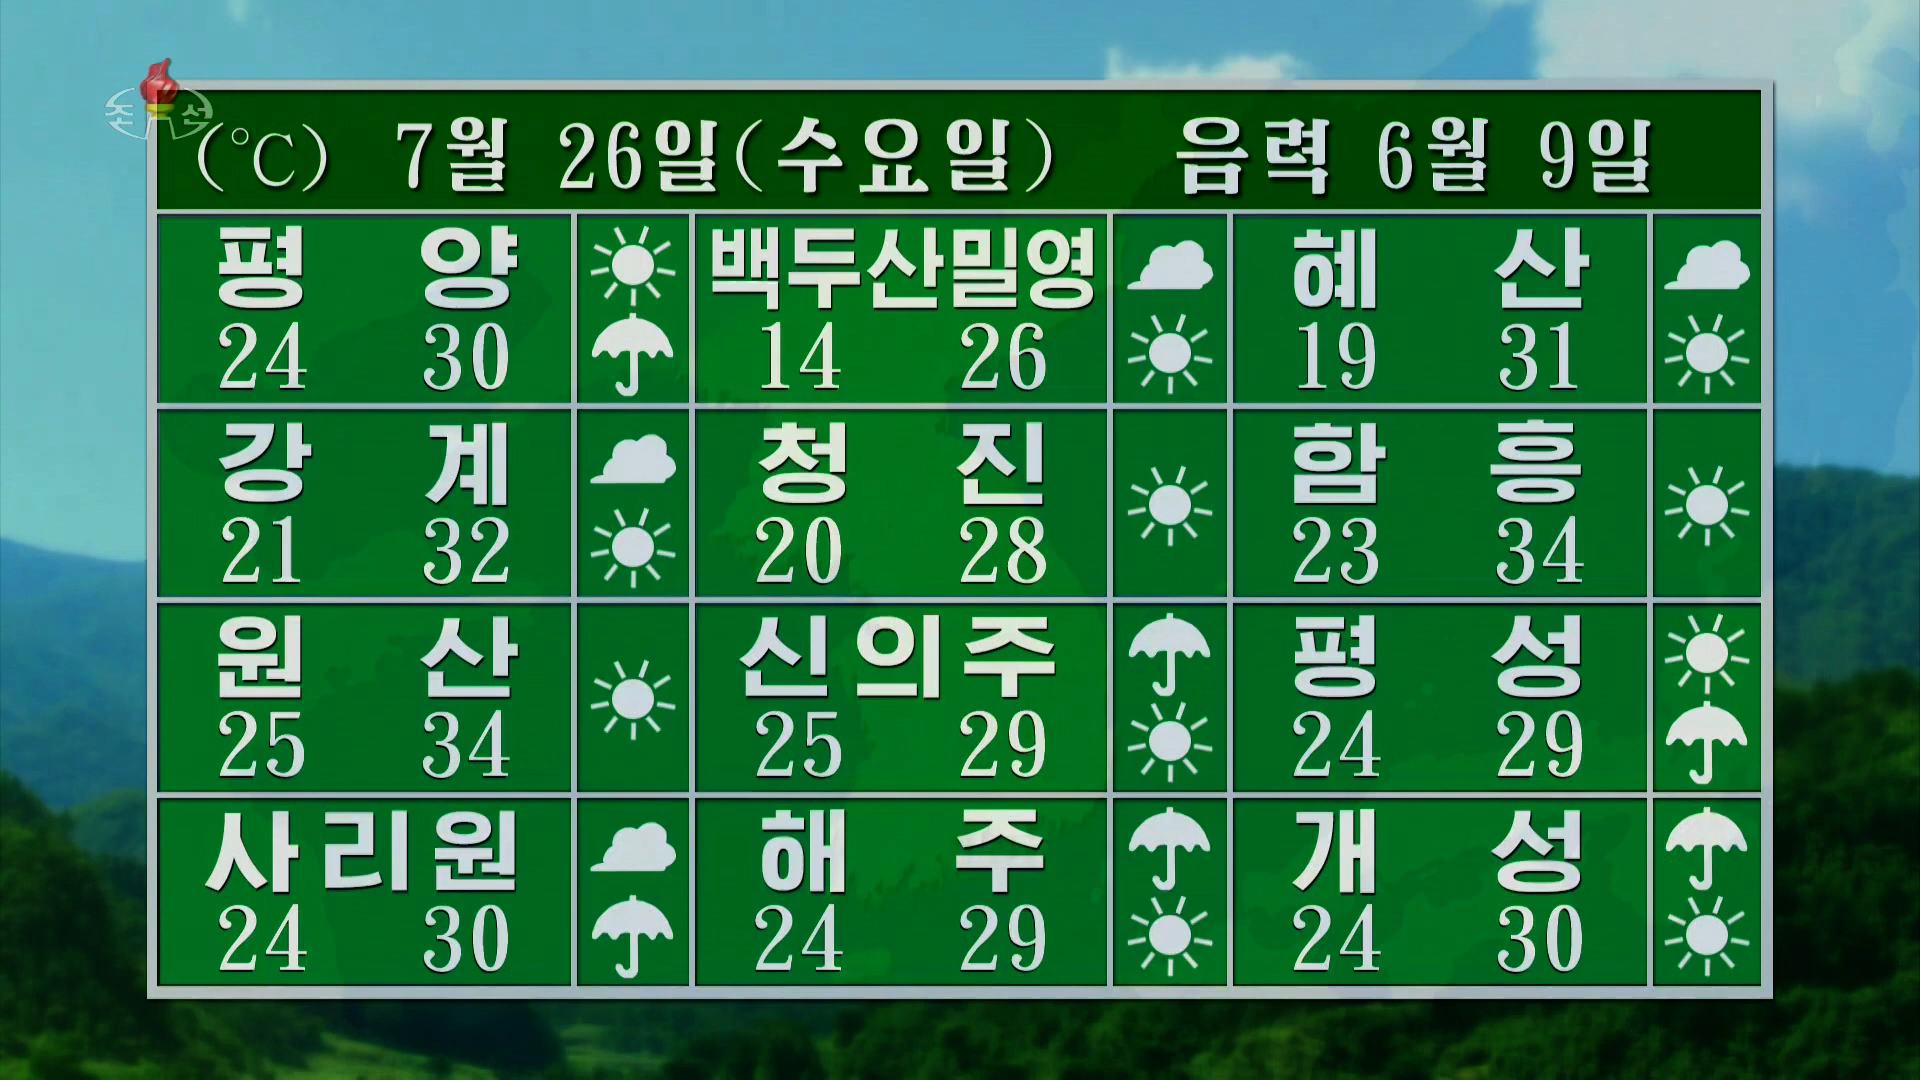 조선
(℃) 7월 26일(수요일) 음력 6월 9일
평양 백두산밀영 혜산
24 30 14 26 19 31
강계 청진 함흥
21 32 20 28 23 34
원산 신의주 평성
25 34 25 29 24 29
사리원 해주 개성
24 30 24 29 24 30